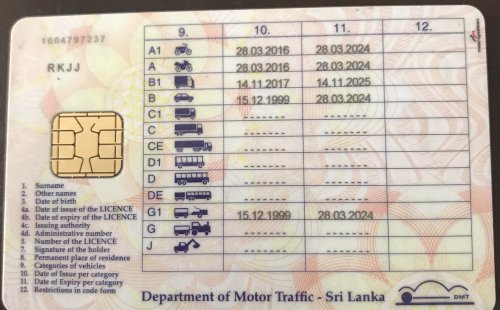 1004797237
RKJJ
9. 10. 11. 12.
A1 28.03.2016 28.03.2024
A 28.03.2016 28.03.2024
B1 14.11.2017 14.11.2025
B 15.12.1999 28.03.2024
C1 ------ ------
C ------ ------
CE ------ ------
D1 ------ ------
D ------ ------
DE ------ ------
G1 15.12.1999 28.03.2024
G ------ ------
J ------ ------
1. Surname
2. Other names
3. Date of birth
4a. Date of issue of the LICENCE
4b. Date of expiry of the LICENCE
4c. Issuing authority
4d. Administrative number
5. Number of the LICENCE
7. Signature of the holder
8. Permanent place of residence
9. Categories of vehicles
10. Date of Issue per category
11. Date of Expiry per category
12. Restrictions in code form
Department of Motor Traffic - Sri Lanka
DMT